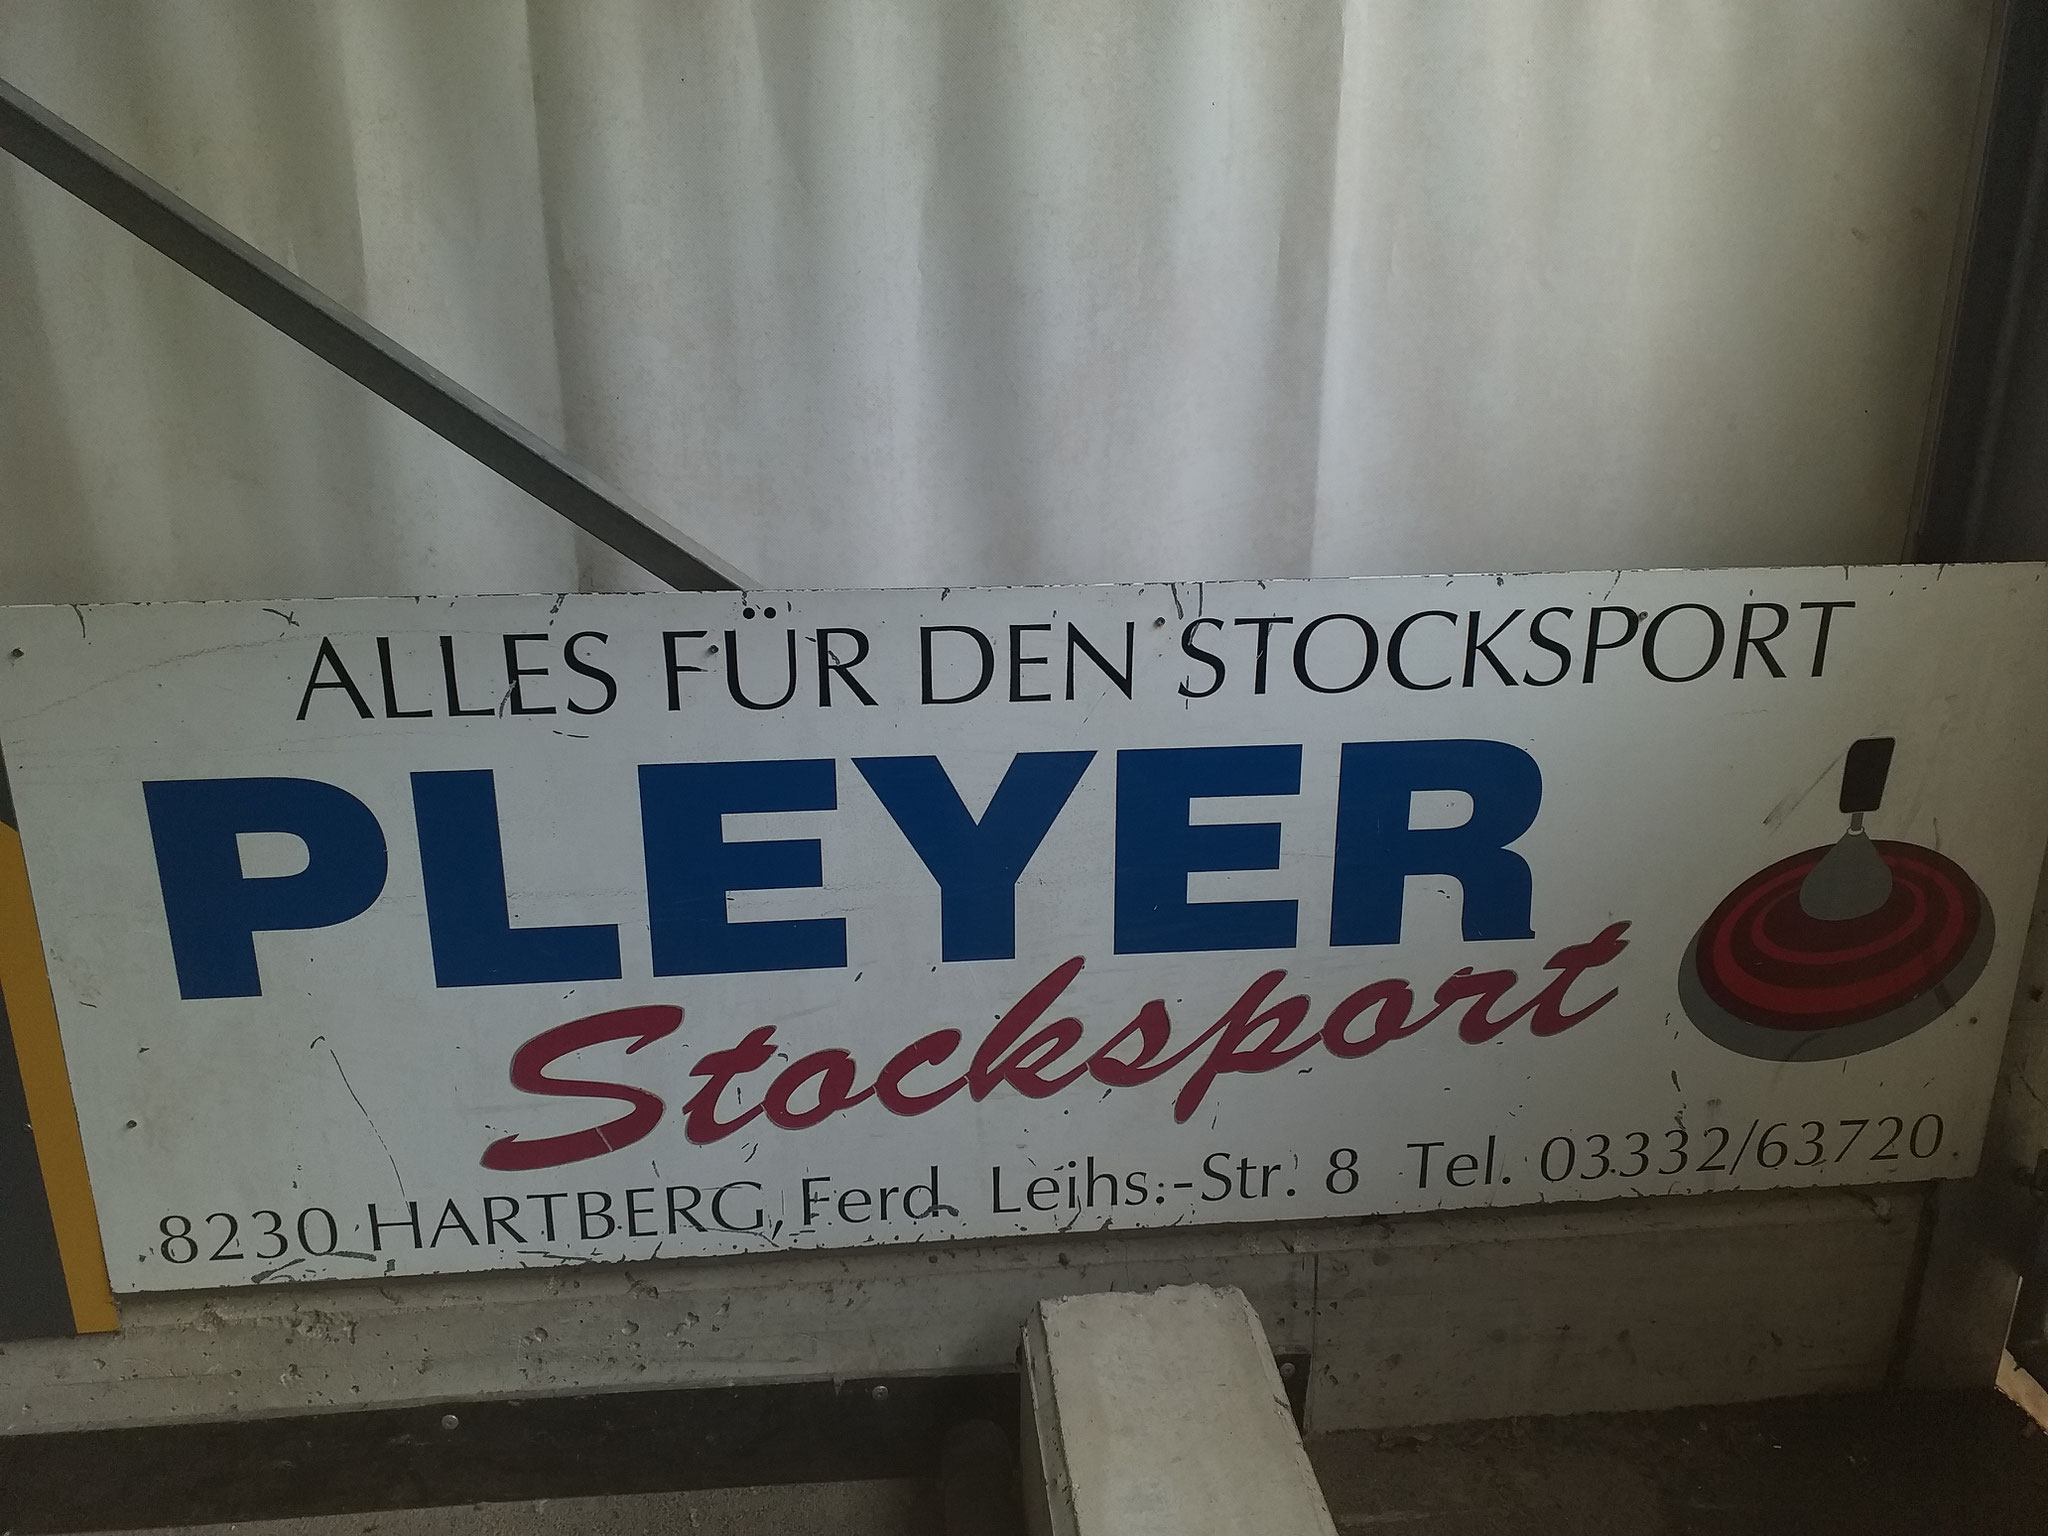 ALLES FÜR DEN STOCKSPORT
PLEYER
Stocksport
8230 HARTBERG, Ferd. Leihs.-Str. 8 Tel. 03332/63720